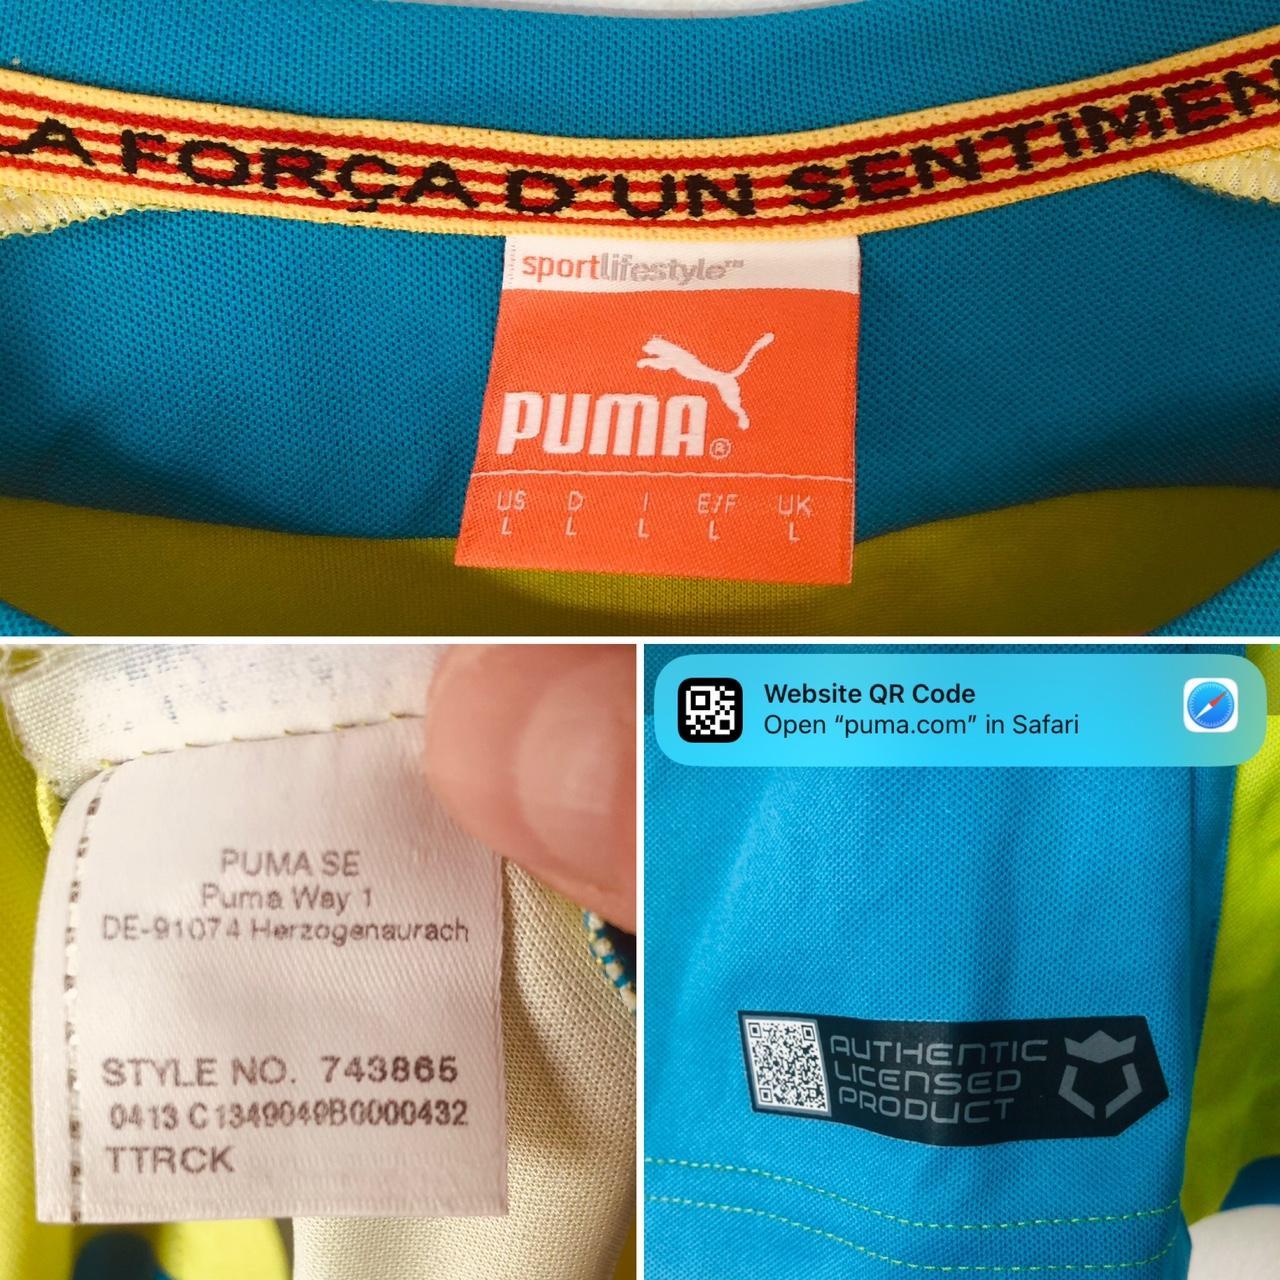 LA FORÇA D'UN SENTIMEN
sportlifestyle™
PUMA®
US D I E/F UK
L L L L L
PUMA SE
Puma Way 1
DE-91074 Herzogenaurach
STYLE NO. 743865
0413 C1349049B0000432
TTRCK
Website QR Code
Open “puma.com” in Safari
AUTHENTIC
LICENSED
PRODUCT